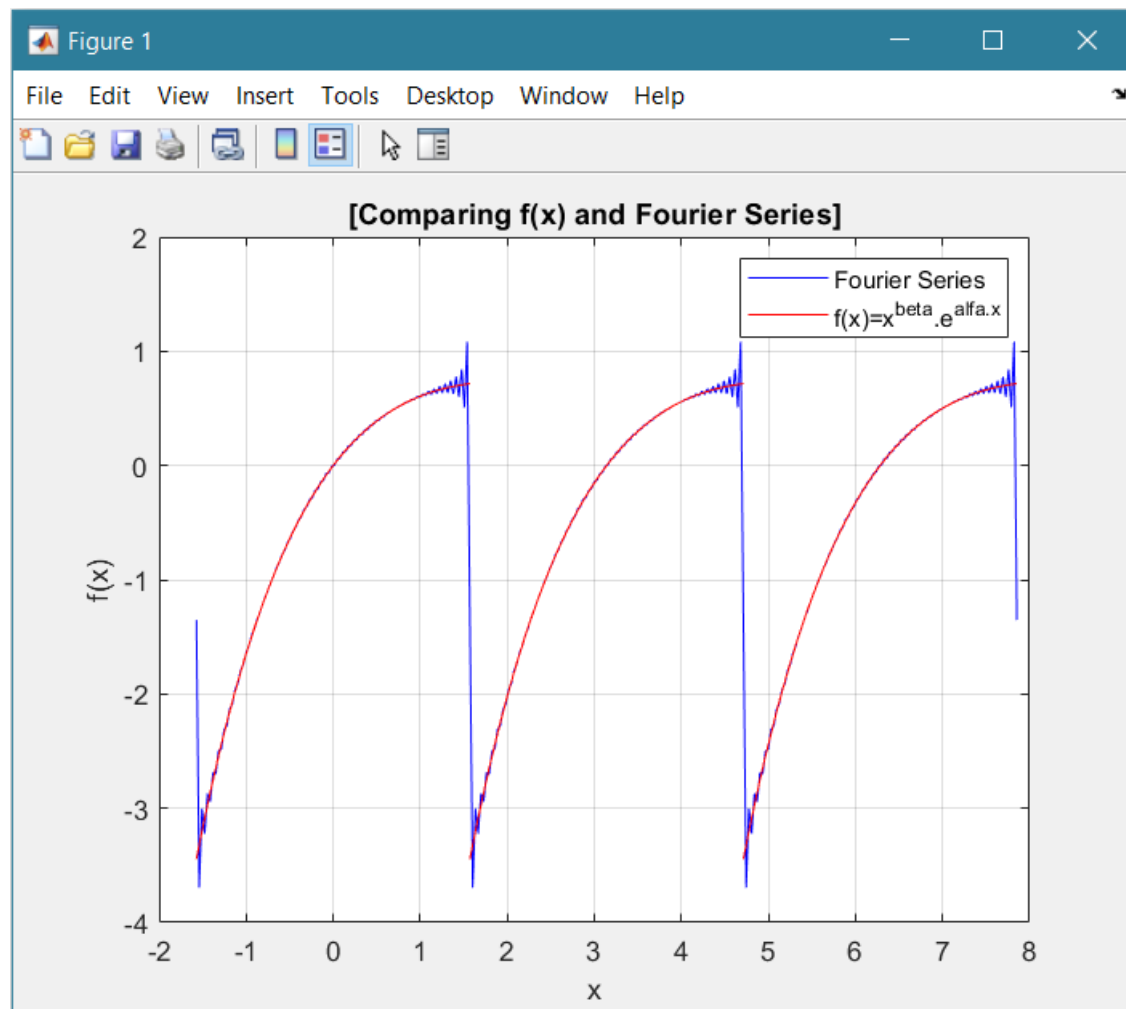 Figure 1
File Edit View Insert Tools Desktop Window Help
[Comparing f(x) and Fourier Series]
Fourier Series
f(x)=x^beta.e^alfa.x
2
1
0
-1
-2
-3
-4
f(x)
-2 -1 0 1 2 3 4 5 6 7 8
x